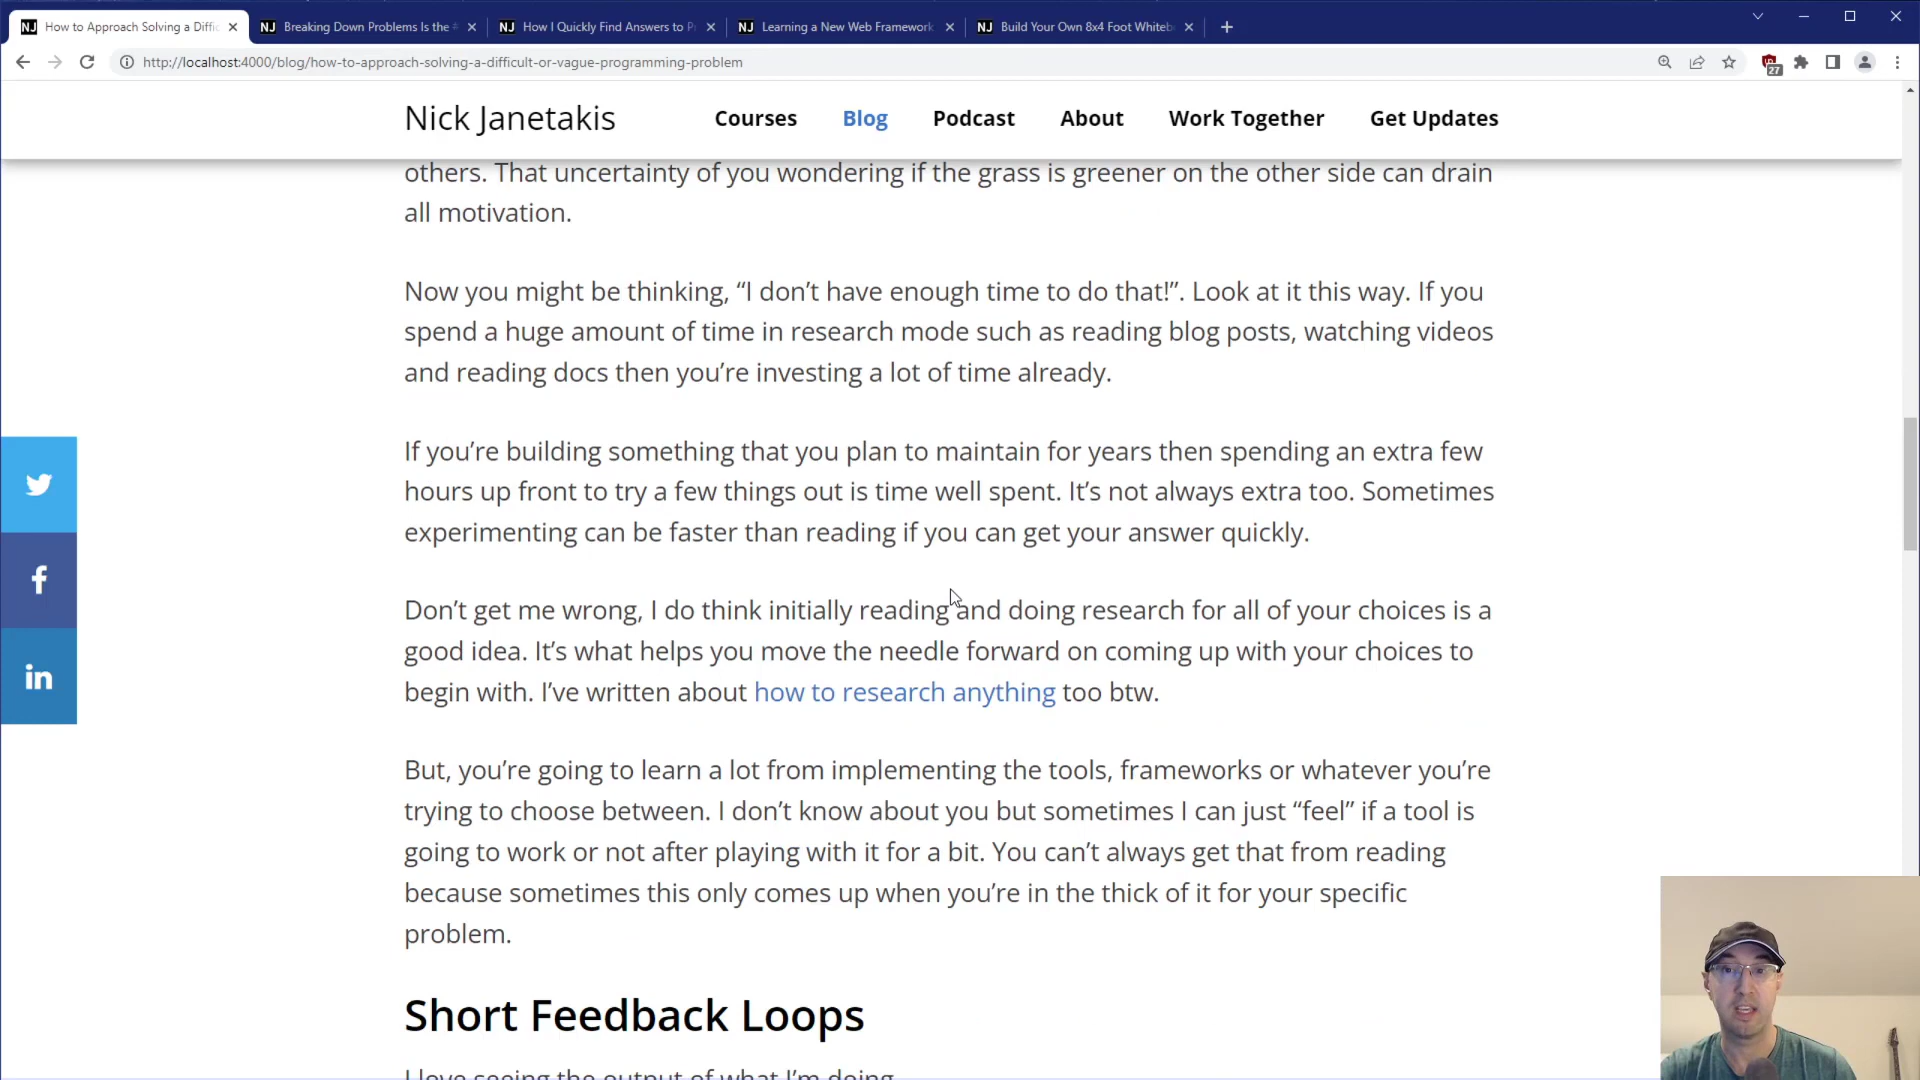 NJ How to Approach Solving a Diffic
NJ Breaking Down Problems Is the #
NJ How I Quickly Find Answers to Pr
NJ Learning a New Web Framework
NJ Build Your Own 8x4 Foot Whiteb
http://localhost:4000/blog/how-to-approach-solving-a-difficult-or-vague-programming-problem
27
Nick Janetakis
Courses
Blog
Podcast
About
Work Together
Get Updates
others. That uncertainty of you wondering if the grass is greener on the other side can drain
all motivation.
Now you might be thinking, “I don’t have enough time to do that!”. Look at it this way. If you
spend a huge amount of time in research mode such as reading blog posts, watching videos
and reading docs then you’re investing a lot of time already.
If you’re building something that you plan to maintain for years then spending an extra few
hours up front to try a few things out is time well spent. It’s not always extra too. Sometimes
experimenting can be faster than reading if you can get your answer quickly.
Don’t get me wrong, I do think initially reading and doing research for all of your choices is a
good idea. It’s what helps you move the needle forward on coming up with your choices to
begin with. I’ve written about how to research anything too btw.
But, you’re going to learn a lot from implementing the tools, frameworks or whatever you’re
trying to choose between. I don’t know about you but sometimes I can just “feel” if a tool is
going to work or not after playing with it for a bit. You can’t always get that from reading
because sometimes this only comes up when you’re in the thick of it for your specific
problem.
Short Feedback Loops
I love seeing the output of what I’m doing